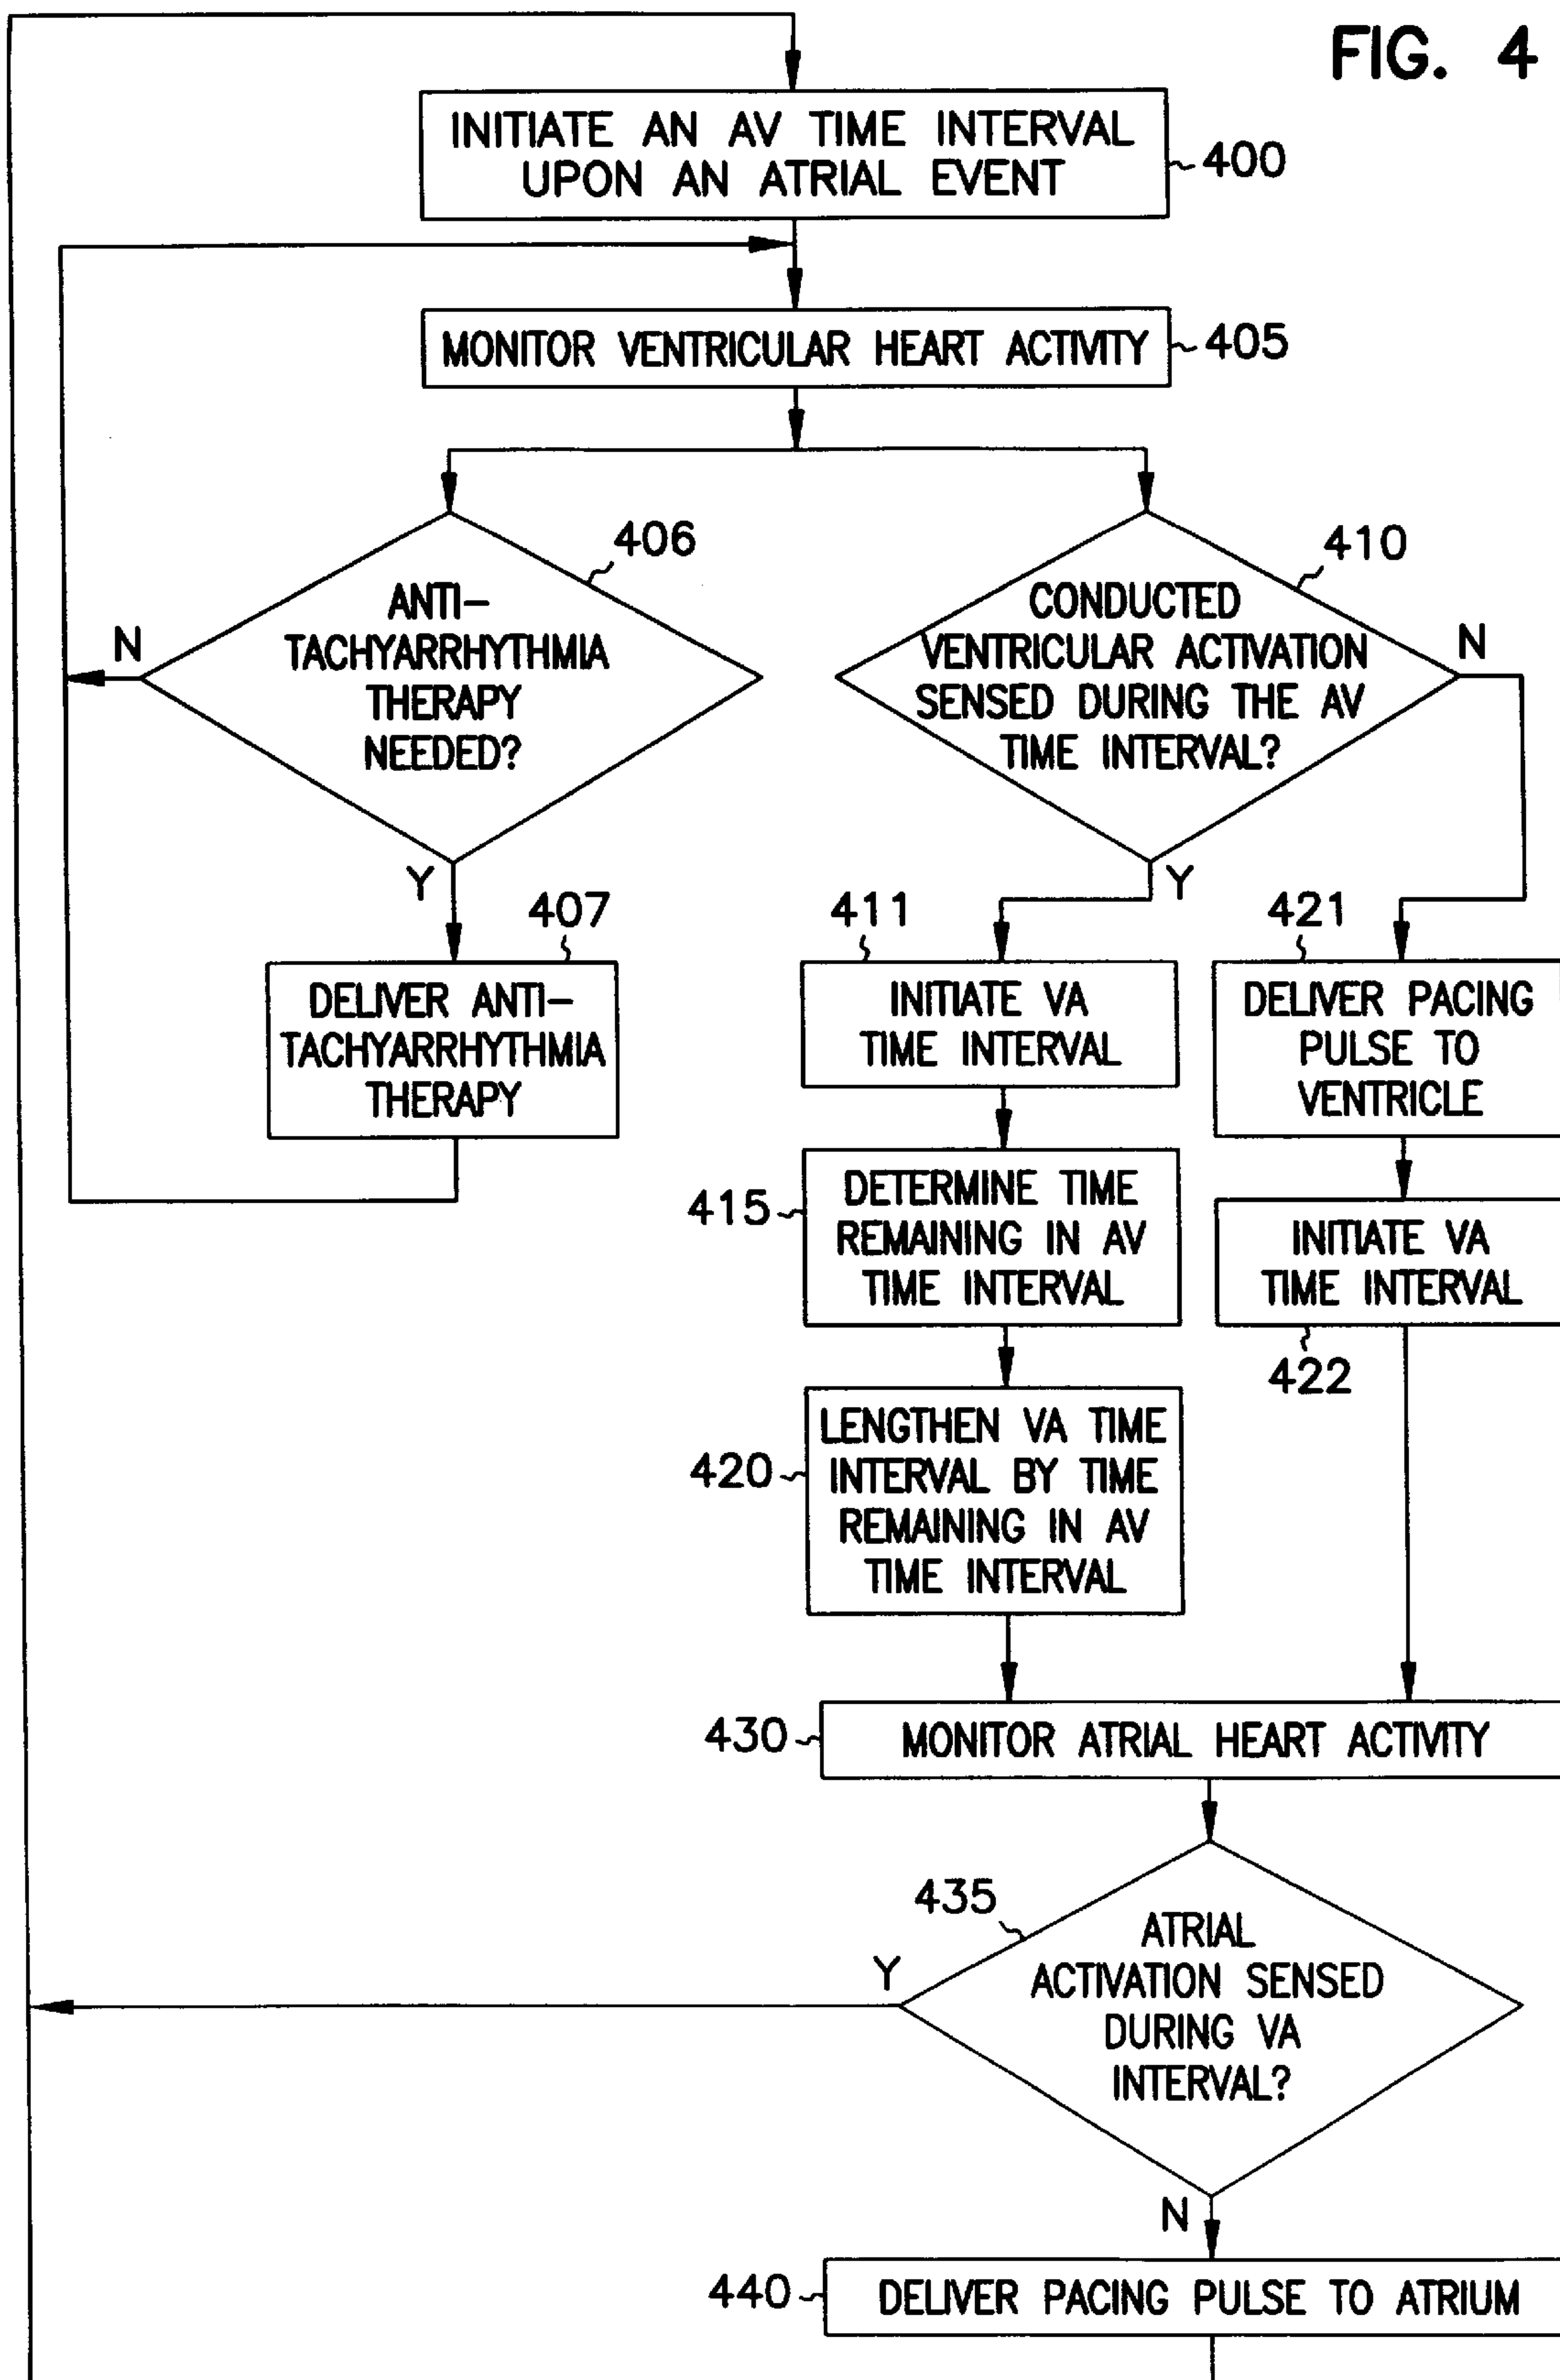 FIG. 4
INITIATE AN AV TIME INTERVAL
UPON AN ATRIAL EVENT
400
MONITOR VENTRICULAR HEART ACTIVITY
405
406
ANTI-
TACHYARRHYTHMIA
THERAPY
NEEDED?
N
Y
407
DELIVER ANTI-
TACHYARRHYTHMIA
THERAPY
410
CONDUCTED
VENTRICULAR ACTIVATION
SENSED DURING THE AV
TIME INTERVAL?
N
Y
411
INITIATE VA
TIME INTERVAL
421
DELIVER PACING
PULSE TO
VENTRICLE
415
DETERMINE TIME
REMAINING IN AV
TIME INTERVAL
INITIATE VA
TIME INTERVAL
422
420
LENGTHEN VA TIME
INTERVAL BY TIME
REMAINING IN AV
TIME INTERVAL
430
MONITOR ATRIAL HEART ACTIVITY
435
ATRIAL
ACTIVATION SENSED
DURING VA
INTERVAL?
Y
N
440
DELIVER PACING PULSE TO ATRIUM